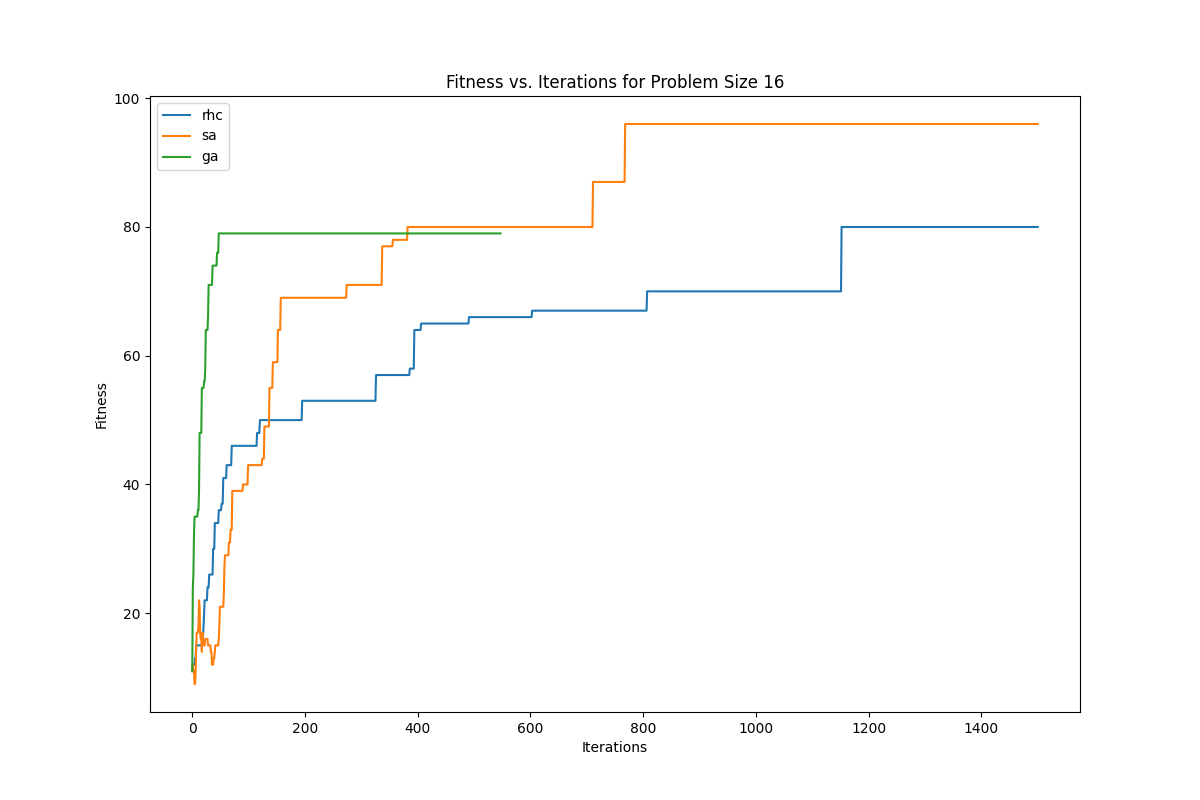 Fitness vs. Iterations for Problem Size 16
100
80
60
40
20
Fitness
rhc
sa
ga
0 200 400 600 800 1000 1200 1400
Iterations